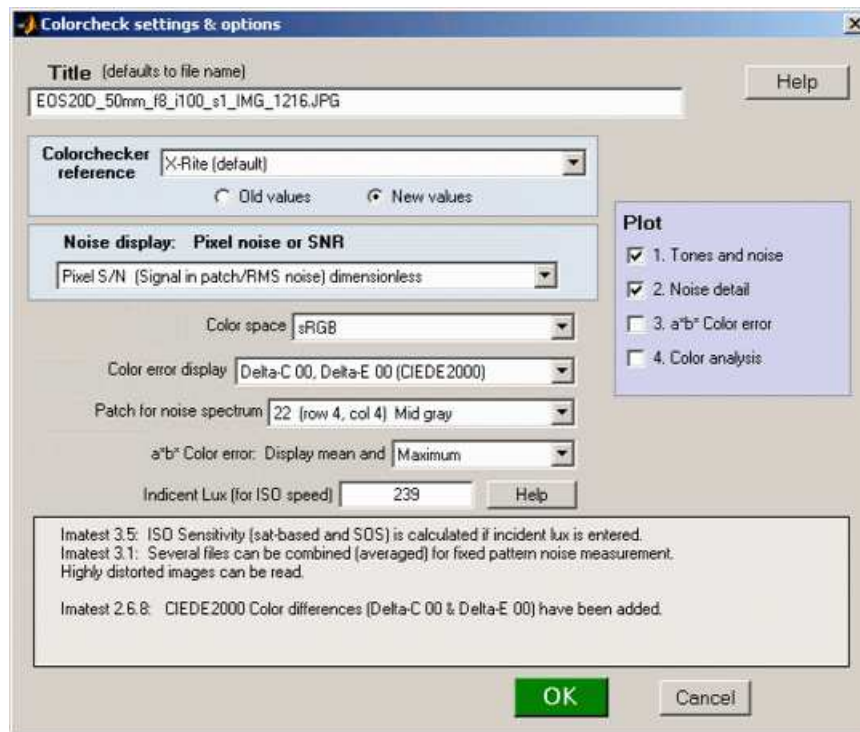 Colorcheck settings & options
Title (defaults to file name)
Help
EOS20D_50mm_f8_i100_s1_IMG_1216.JPG
Colorchecker reference
X-Rite (default)
Old values
New values
Noise display: Pixel noise or SNR
Pixel S/N (Signal in patch/RMS noise) dimensionless
Plot
1. Tones and noise
2. Noise detail
3. a*b* Color error
4. Color analysis
Color space sRGB
Color error display Delta-C 00, Delta-E 00 (CIEDE2000)
Patch for noise spectrum 22 (row 4, col 4) Mid gray
a*b* Color error: Display mean and Maximum
Indicent Lux (for ISO speed) 239 Help
Imatest 3.5: ISO Sensitivity (sat-based and SOS) is calculated if incident lux is entered.
Imatest 3.1: Several files can be combined (averaged) for fixed pattern noise measurement.
Highly distorted images can be read.
Imatest 2.6.8: CIEDE2000 Color differences (Delta-C 00 & Delta-E 00) have been added.
OK
Cancel